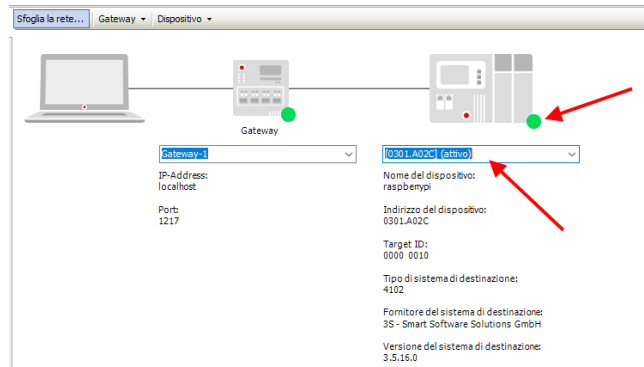 Sfoglia la rete... Gateway Dispositivo
Gateway
Gateway-1
[0301.A02C] (attivo)
IP-Address:
localhost
Port:
1217
Nome del dispositivo:
raspberrypi
Indirizzo del dispositivo:
0301.A02C
Target ID:
0000 0010
Tipo di sistema di destinazione:
4102
Fornitore del sistema di destinazione:
3S - Smart Software Solutions GmbH
Versione del sistema di destinazione:
3.5.16.0